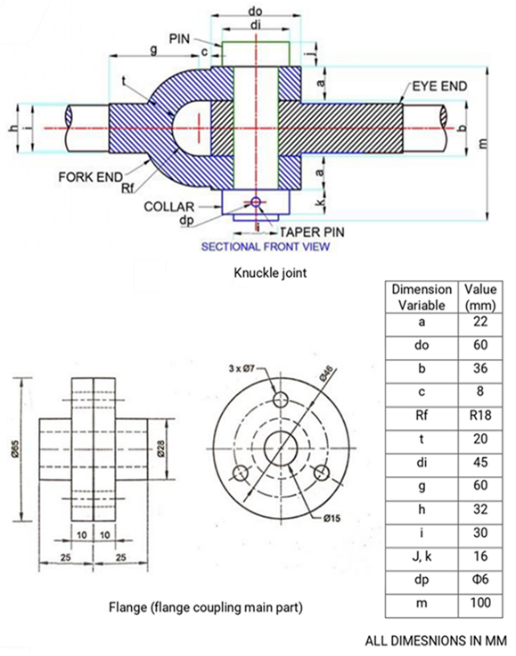 do
di
PIN
j
g
c
a
t
EYE END
h
i
b
m
FORK END
Rf
a
COLLAR
k
dp
TAPER PIN
i
SECTIONAL FRONT VIEW
Knuckle joint
Dimension Variable Value (mm)
a 22
do 60
b 36
c 8
Rf R18
t 20
di 45
g 60
h 32
i 30
J, k 16
dp Φ6
m 100
3 x Ø7
Ø46
Ø65
Ø28
Ø15
10 10
25 25
Flange (flange coupling main part)
ALL DIMESNIONS IN MM